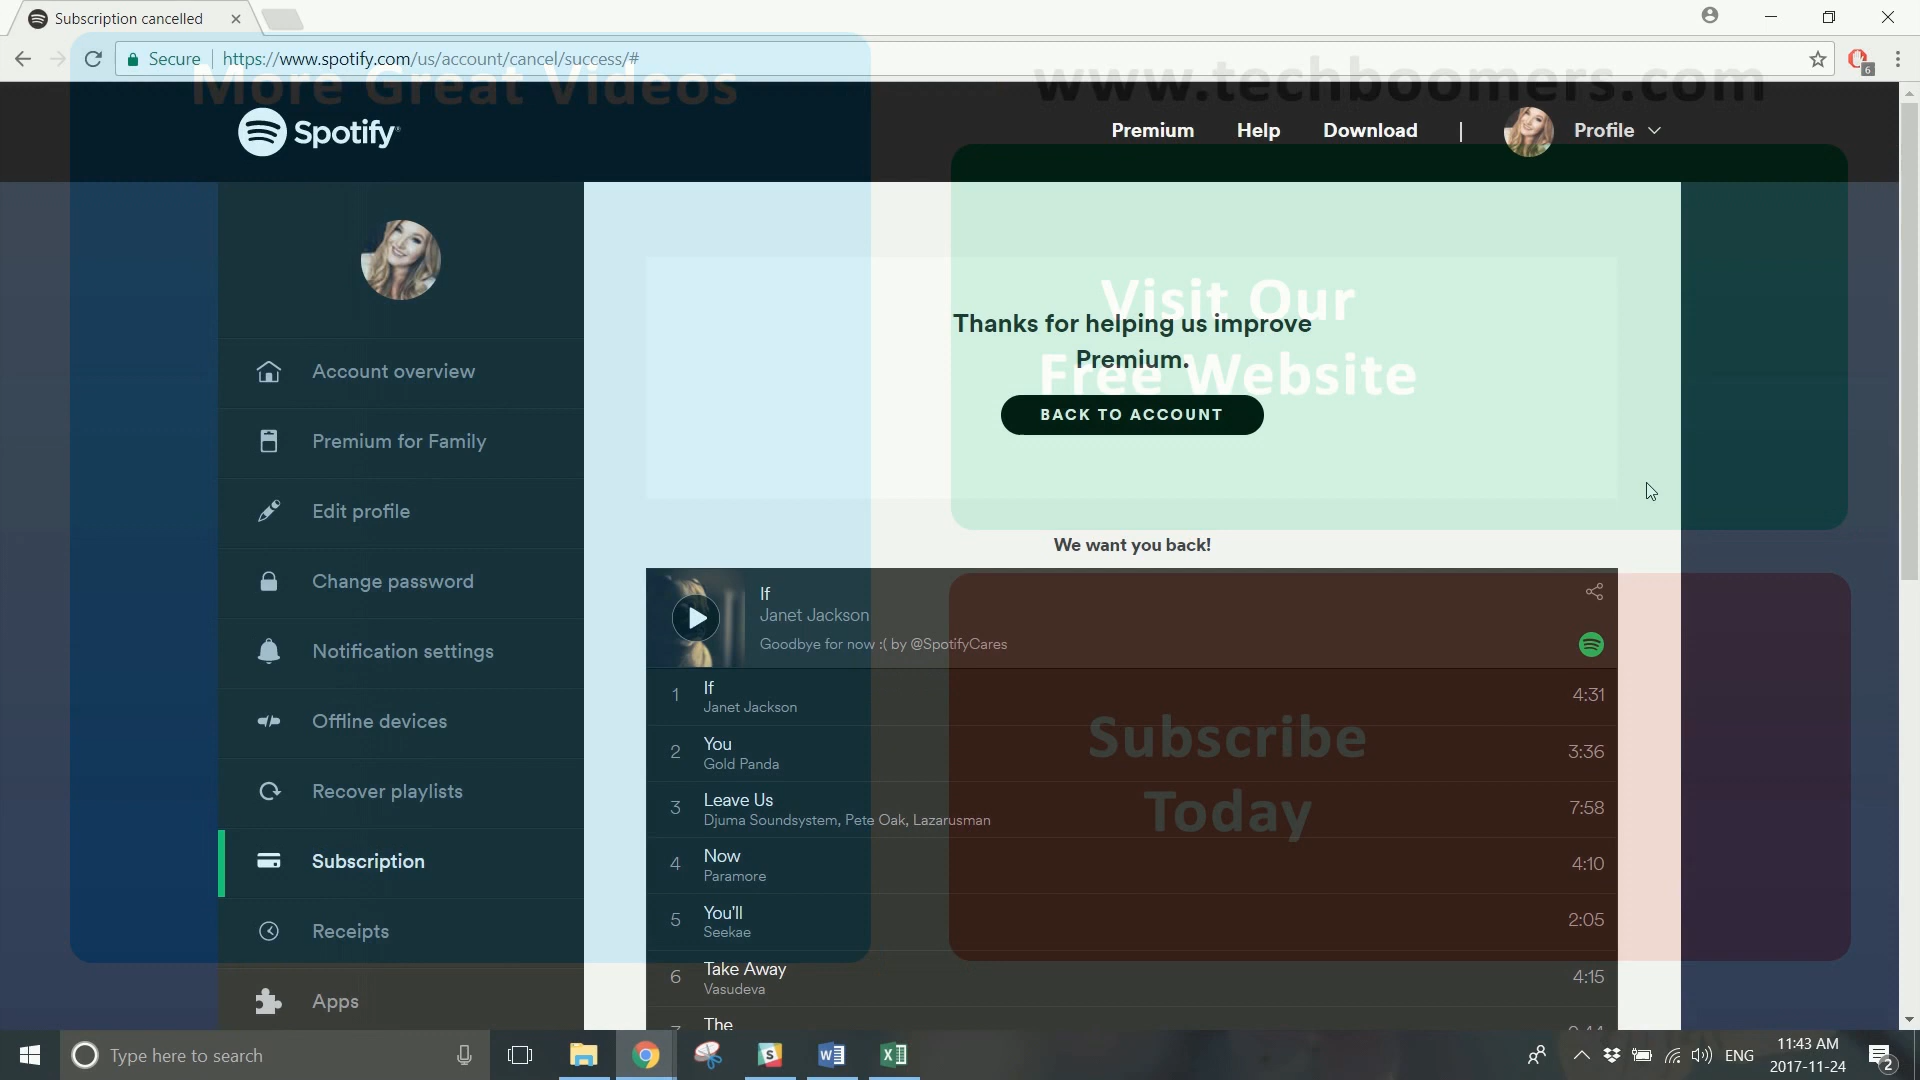 Subscription cancelled
Secure
https://www.spotify.com/us/account/cancel/success/#
6
More Great Videos
www.techboomers.com
Spotify
Premium
Help
Download
Profile
Visit Our
Free Website
Thanks for helping us improve
Premium.
BACK TO ACCOUNT
We want you back!
Account overview
Premium for Family
Edit profile
Change password
Notification settings
Offline devices
Recover playlists
Subscription
Receipts
Apps
If
Janet Jackson
Goodbye for now :( by @SpotifyCares
1 If 4:31
Janet Jackson
2 You 3:36
Gold Panda
3 Leave Us 7:58
Djuma Soundsystem, Pete Oak, Lazarusman
4 Now 4:10
Paramore
5 You'll 2:05
Seekae
6 Take Away 4:15
Vasudeva
The
Subscribe
Today
Type here to search
ENG
11:43 AM
2017-11-24
2